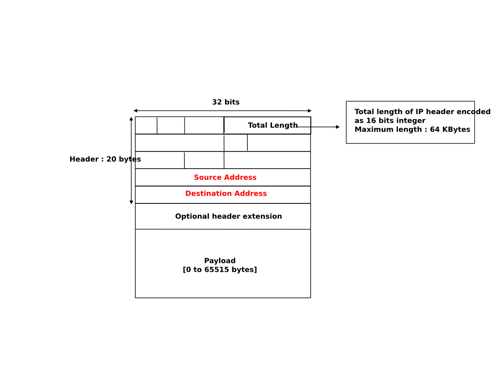 32 bits
Total length of IP header encoded
as 16 bits integer
Maximum length : 64 KBytes
Total Length
Header : 20 bytes
Source Address
Destination Address
Optional header extension
Payload
[0 to 65515 bytes]